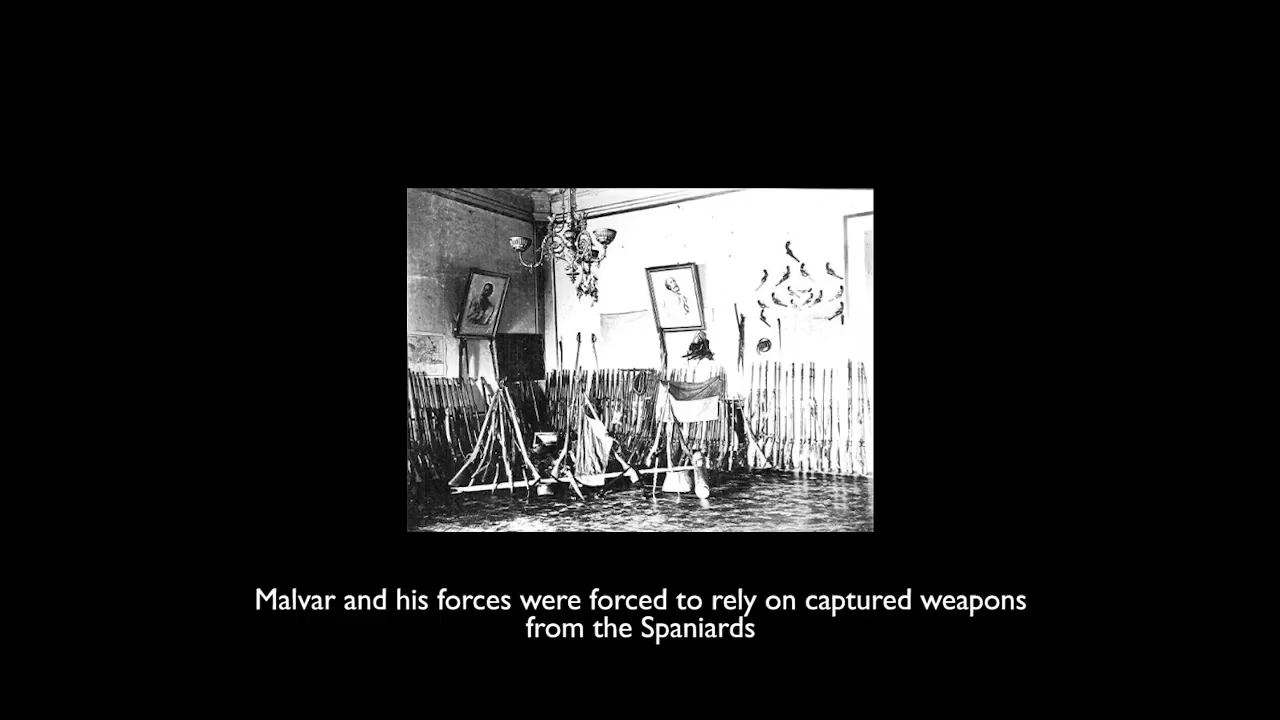 Malvar and his forces were forced to rely on captured weapons
from the Spaniards